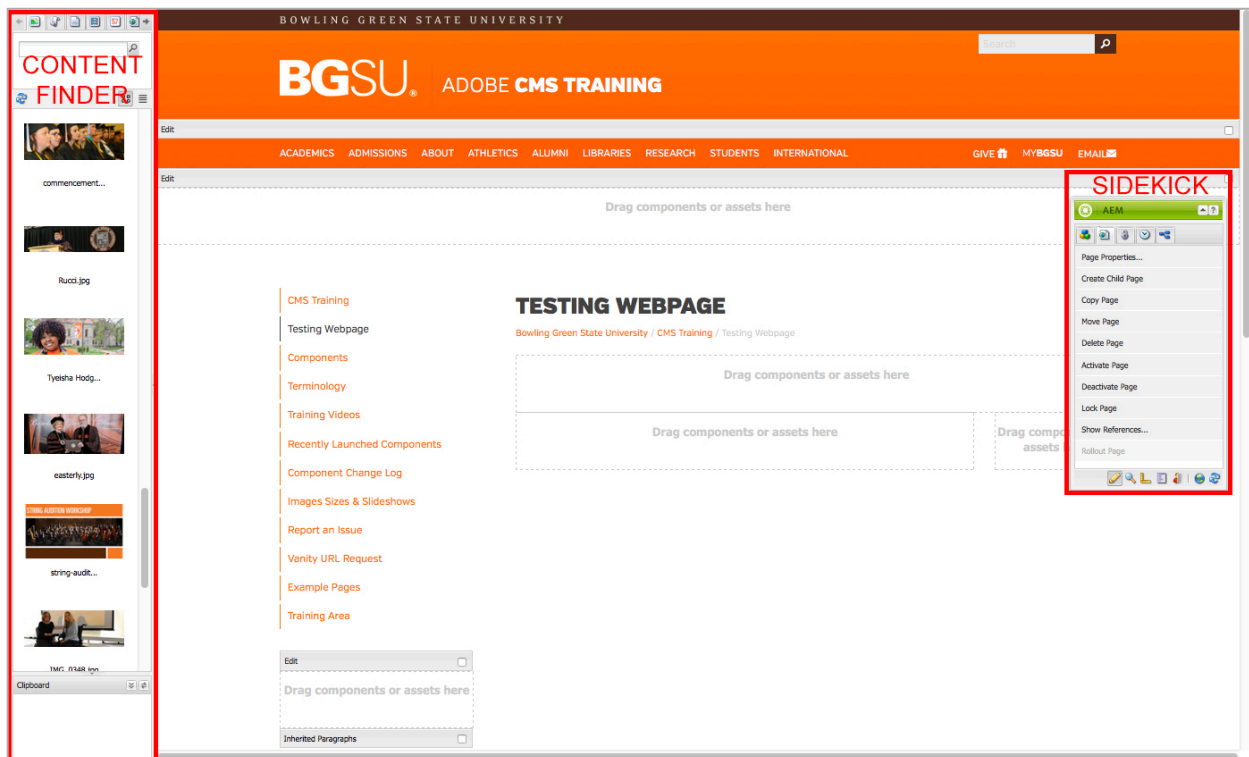 BOWLING GREEN STATE UNIVERSITY
CONTENT
FINDER
Search
BGSU® ADOBE CMS TRAINING
Edit
ACADEMICS ADMISSIONS ABOUT ATHLETICS ALUMNI LIBRARIES RESEARCH STUDENTS INTERNATIONAL GIVE MYBGSU EMAIL
Edit
Drag components or assets here
commencement...
Rucci.jpg
Tyeisha Hodg...
easterly.jpg
STRING AUDITION WORKSHOP
string-audit...
IMG_0348.jpg
Clipboard
CMS Training
Testing Webpage
Components
Terminology
Training Videos
Recently Launched Components
Component Change Log
Images Sizes & Slideshows
Report an Issue
Vanity URL Request
Example Pages
Training Area
Edit
Drag components or assets here
Inherited Paragraphs
TESTING WEBPAGE
Bowling Green State University / CMS Training / Testing Webpage
Drag components or assets here
Drag components or assets here
Drag
assets
SIDEKICK
AEM
?
Page Properties...
Create Child Page
Copy Page
Move Page
Delete Page
Activate Page
Deactivate Page
Lock Page
Show References...
Rollout Page